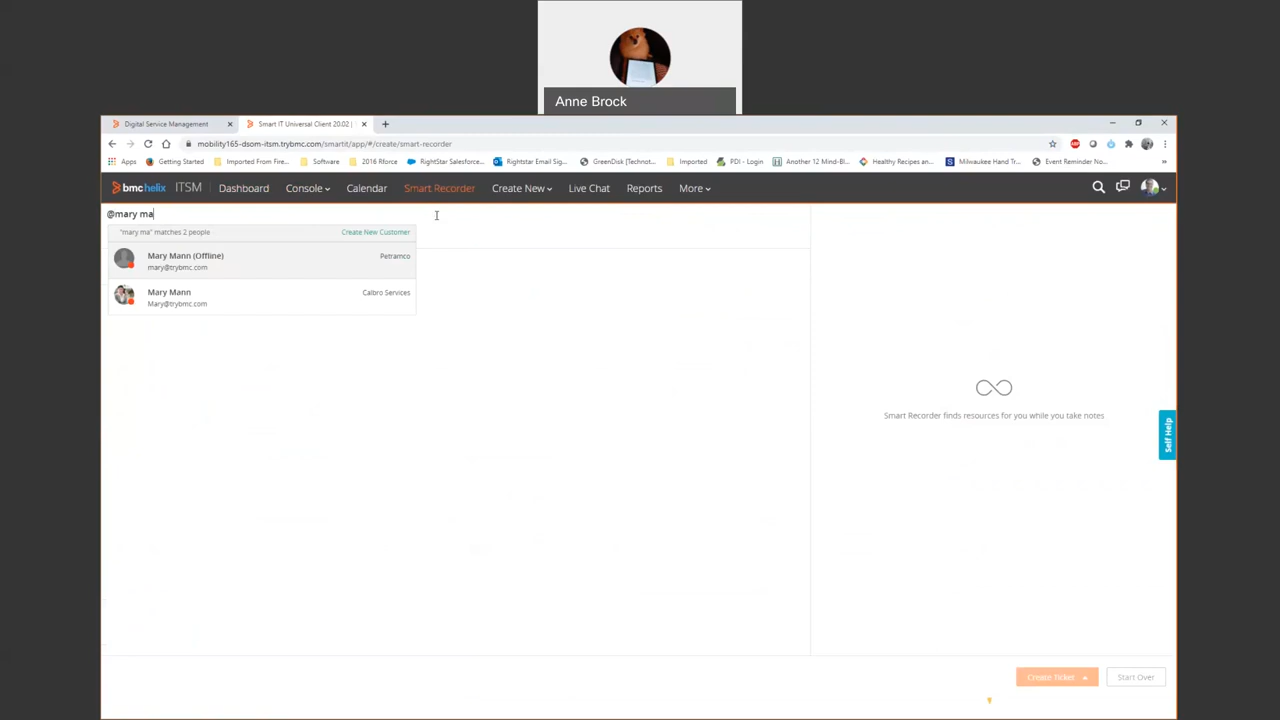 Anne Brock
Digital Service Management
Smart IT Universal Client 20.02 |
mobility165-dsom-itsm.trybmc.com/smartit/app/#/create/smart-recorder
Apps
Getting Started
Imported From Fire...
Software
2016 Rforce
RightStar Salesforce...
Rightstar Email Sig...
GreenDisk [Technot...
Imported
PDI - Login
Another 12 Mind-Bl...
Healthy Recipes an...
Milwaukee Hand Tr...
Event Reminder No...
bmc helix ITSM
Dashboard
Console
Calendar
Smart Recorder
Create New
Live Chat
Reports
More
@mary ma
"mary ma" matches 2 people
Create New Customer
Mary Mann (Offline)
Petramco
mary@trybmc.com
Mary Mann
Calbro Services
Mary@trybmc.com
Smart Recorder finds resources for you while you take notes
Self Help
Create Ticket
Start Over